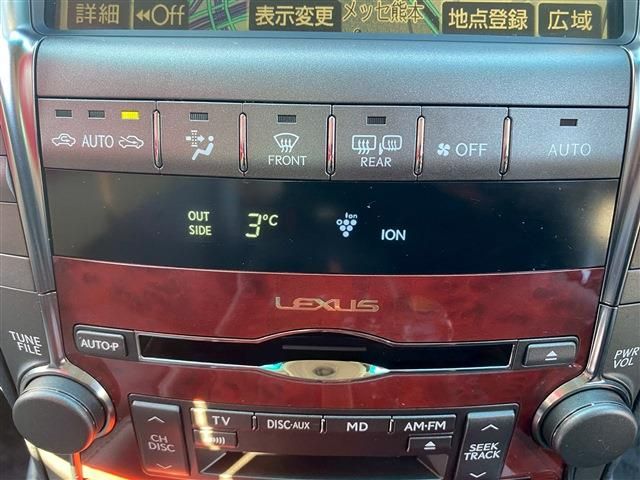 詳細 ◀◀Off 表示変更 メッセ熊本 地点登録 広域
AUTO FRONT REAR OFF AUTO
OUT SIDE 3°C Ion ION
LEXUS
TUNE FILE
AUTO-P
PWR VOL
CH DISC
TV DISC·AUX MD AM·FM
SEEK TRACK